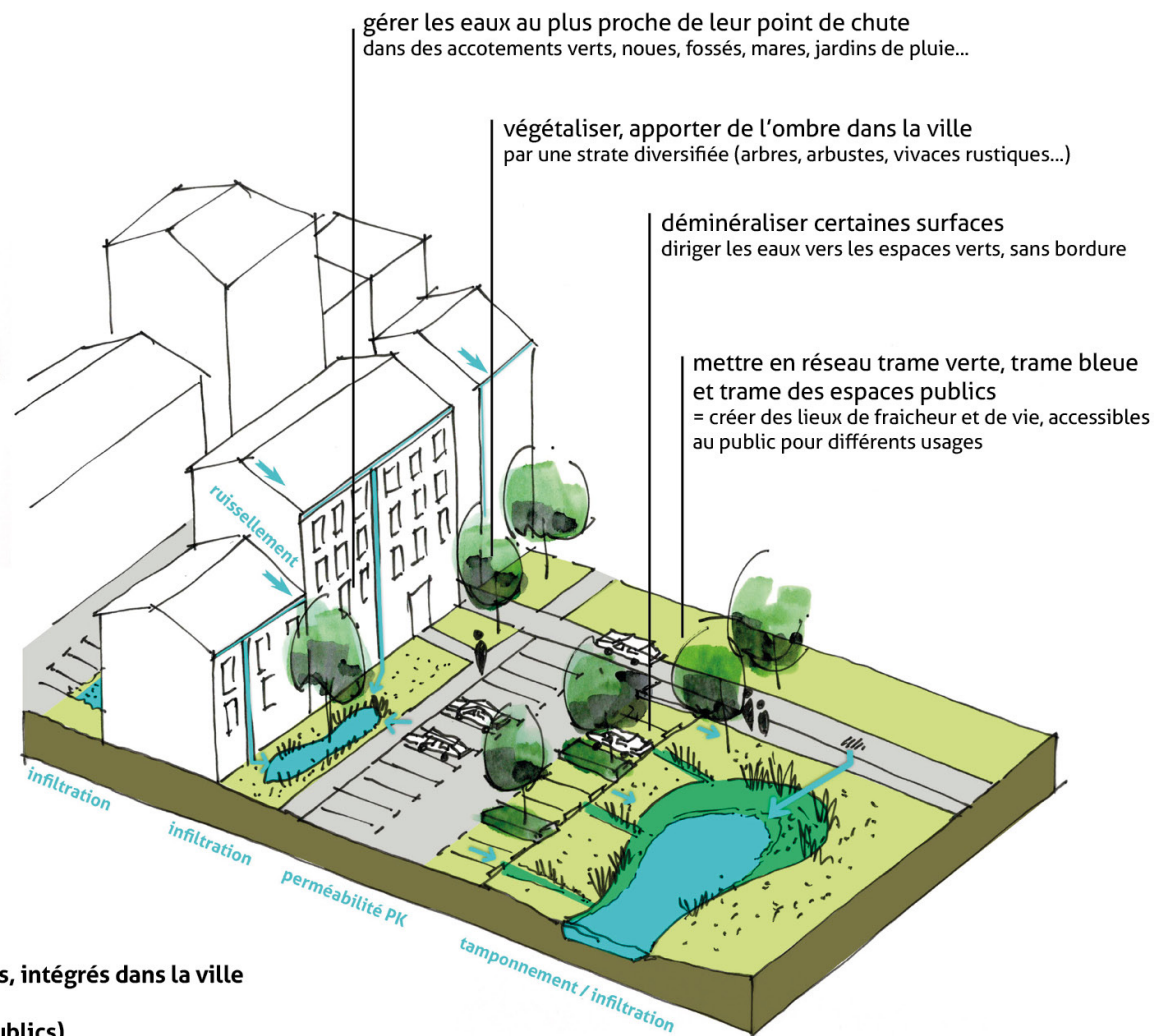 gérer les eaux au plus proche de leur point de chute
dans des accotements verts, noues, fossés, mares, jardins de pluie...
végétaliser, apporter de l'ombre dans la ville
par une strate diversifiée (arbres, arbustes, vivaces rustiques...)
déminéraliser certaines surfaces
diriger les eaux vers les espaces verts, sans bordure
mettre en réseau trame verte, trame bleue
et trame des espaces publics
= créer des lieux de fraicheur et de vie, accessibles
au public pour différents usages
ruissellement
infiltration
infiltration
perméabilité PK
tamponnement / infiltration
s, intégrés dans la ville
ublics)